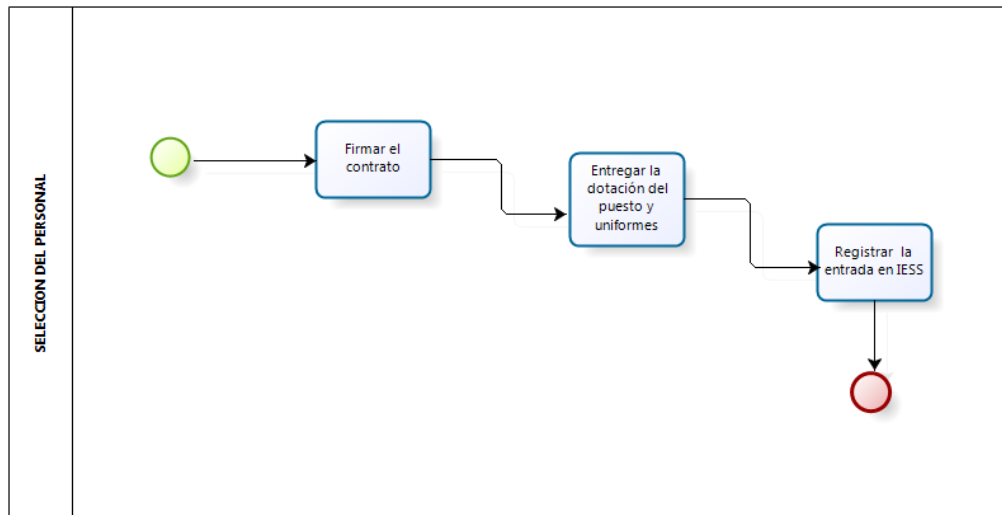 SELECCION DEL PERSONAL
Firmar el
contrato
Entregar la
dotación del
puesto y
uniformes
Registrar la
entrada en IESS